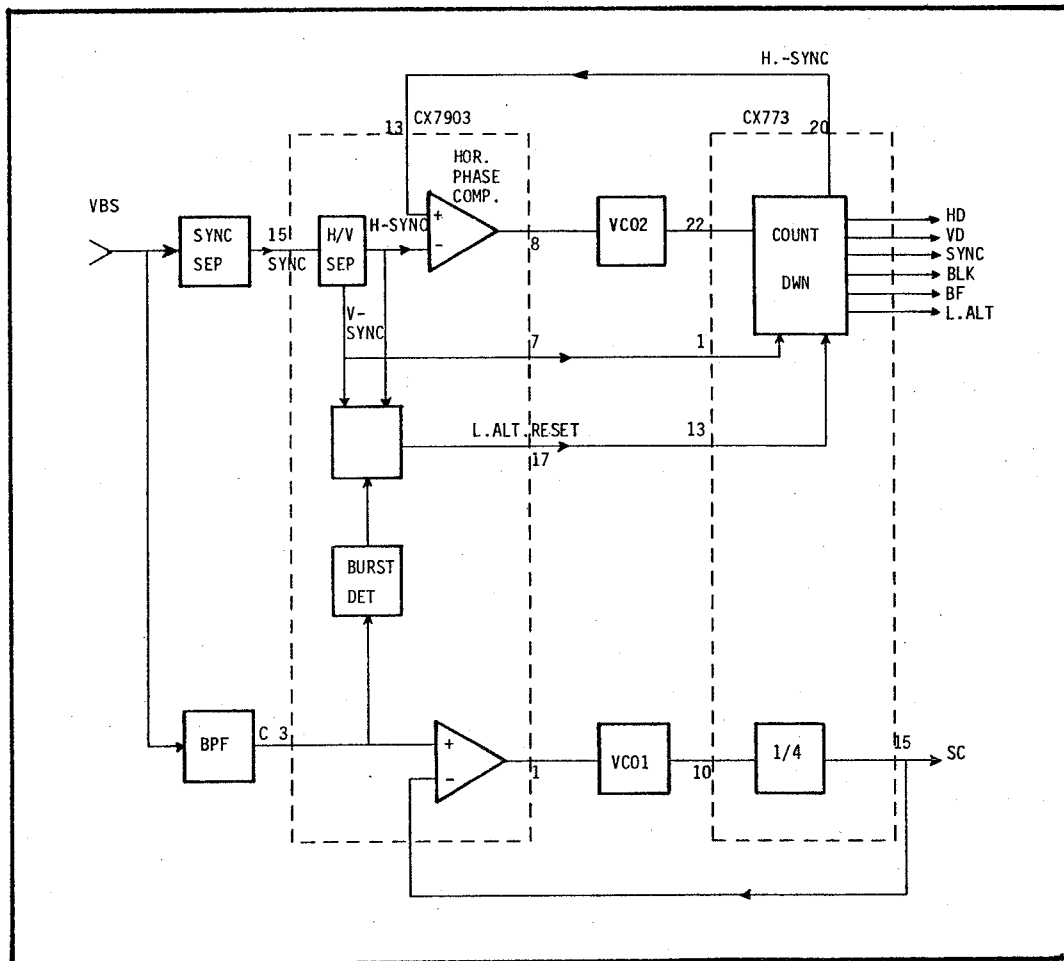 H.-SYNC
CX7903
CX773
13
20
HOR.
PHASE
COMP.
VBS
SYNC
SEP
15
SYNC
H/V
SEP
H-SYNC
+
-
8
VCO2
22
COUNT
DWN
HD
VD
SYNC
BLK
BF
L.ALT
V-
SYNC
7
1
L.ALT.RESET
17
13
BURST
DET
BPF
C 3
+
-
1
VCO1
10
1/4
15
SC